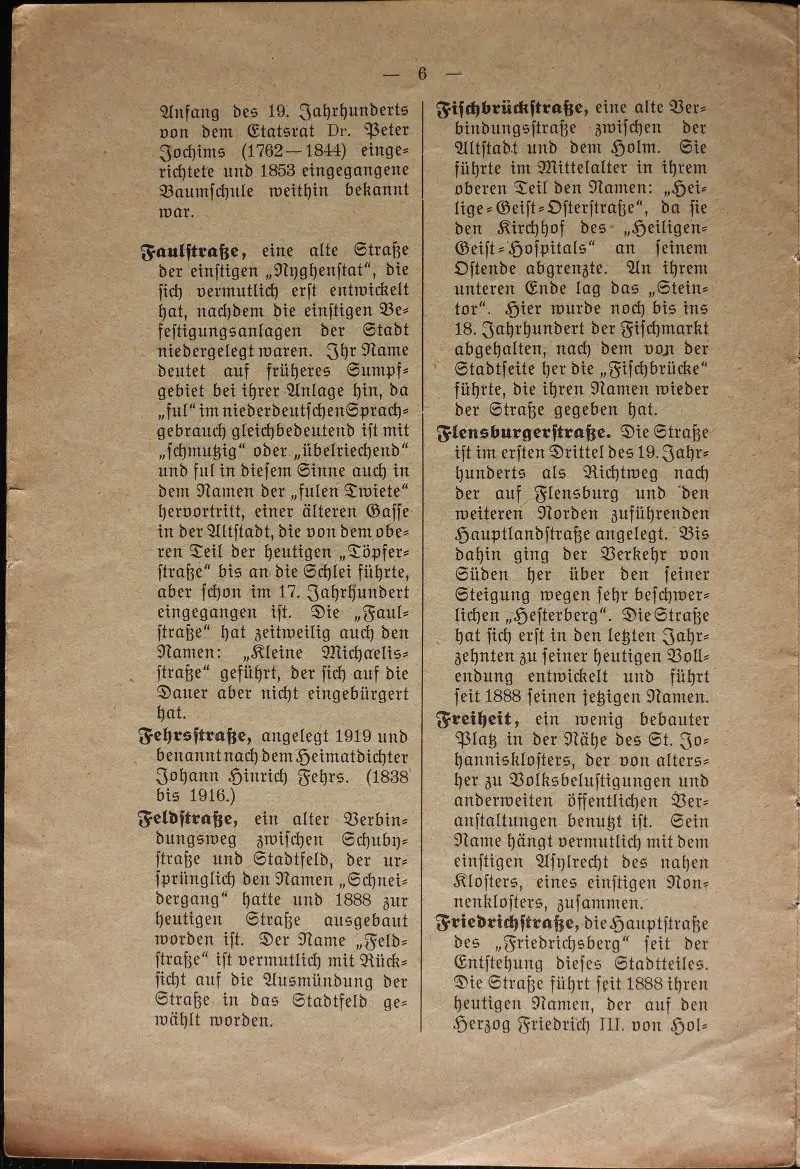 — 6 —
Anfang des 19. Jahrhunderts
von dem Etatsrat Dr. Peter
Jochims (1762—1844) einge⸗
richtete und 1853 eingegangene
Baumschule weithin bekannt
war.
Faulstraße, eine alte Straße
der einstigen „Nyghenstat“, die
sich vermutlich erst entwickelt
hat, nachdem die einstigen Be⸗
festigungsanlagen der Stadt
niedergelegt waren. Ihr Name
deutet auf früheres Sumpf⸗
gebiet bei ihrer Anlage hin, da
„ful“ im niederdeutschen Sprach⸗
gebrauch gleichbedeutend ist mit
„schmutzig“ oder „übelriechend“
und ful in diesem Sinne auch in
dem Namen der „fulen Twiete“
hervortritt, einer älteren Gasse
in der Altstadt, die von dem obe⸗
ren Teil der heutigen „Töpfer⸗
straße“ bis an die Schlei führte,
aber schon im 17. Jahrhundert
eingegangen ist. Die „Faul⸗
straße“ hat zeitweilig auch den
Namen: „Kleine Michaelis⸗
straße“ geführt, der sich auf die
Dauer aber nicht eingebürgert
hat.
Fehrsstraße, angelegt 1919 und
benannt nach dem Heimatdichter
Johann Hinrich Fehrs. (1838
bis 1916.)
Feldstraße, ein alter Verbin⸗
dungsweg zwischen Schuby⸗
straße und Stadtfeld, der ur⸗
sprünglich den Namen „Schnei⸗
dergang“ hatte und 1888 zur
heutigen Straße ausgebaut
worden ist. Der Name „Feld⸗
straße“ ist vermutlich mit Rück⸗
sicht auf die Ausmündung der
Straße in das Stadtfeld ge⸗
wählt worden.
Fischbrückstraße, eine alte Ver⸗
bindungsstraße zwischen der
Altstadt und dem Holm. Sie
führte im Mittelalter in ihrem
oberen Teil den Namen: „Hei⸗
lige⸗Geist⸗Osterstraße“, da sie
den Kirchhof des „Heiligen⸗
Geist⸗Hospitals“ an seinem
Ostende abgrenzte. An ihrem
unteren Ende lag das „Stein⸗
tor“. Hier wurde noch bis ins
18. Jahrhundert der Fischmarkt
abgehalten, nach dem von der
Stadtseite her die „Fischbrücke“
führte, die ihren Namen wieder
der Straße gegeben hat.
Flensburgerstraße. Die Straße
ist im ersten Drittel des 19. Jahr⸗
hunderts als Richtweg nach
der auf Flensburg und den
weiteren Norden zuführenden
Hauptlandstraße angelegt. Bis
dahin ging der Verkehr von
Süden her über den seiner
Steigung wegen sehr beschwer⸗
lichen „Hesterberg“. Die Straße
hat sich erst in den letzten Jahr⸗
zehnten zu seiner heutigen Voll⸗
endung entwickelt und führt
seit 1888 seinen jetzigen Namen.
Freiheit, ein wenig bebauter
Platz in der Nähe des St. Jo⸗
hannisklosters, der von alters⸗
her zu Volksbelustigungen und
anderweiten öffentlichen Ver⸗
anstaltungen benutzt ist. Sein
Name hängt vermutlich mit dem
einstigen Asylrecht des nahen
Klosters, eines einstigen Non⸗
nenklosters, zusammen.
Friedrichstraße, die Hauptstraße
des „Friedrichsberg“ seit der
Entstehung dieses Stadtteiles.
Die Straße führt seit 1888 ihren
heutigen Namen, der auf den
Herzog Friedrich III. von Hol⸗